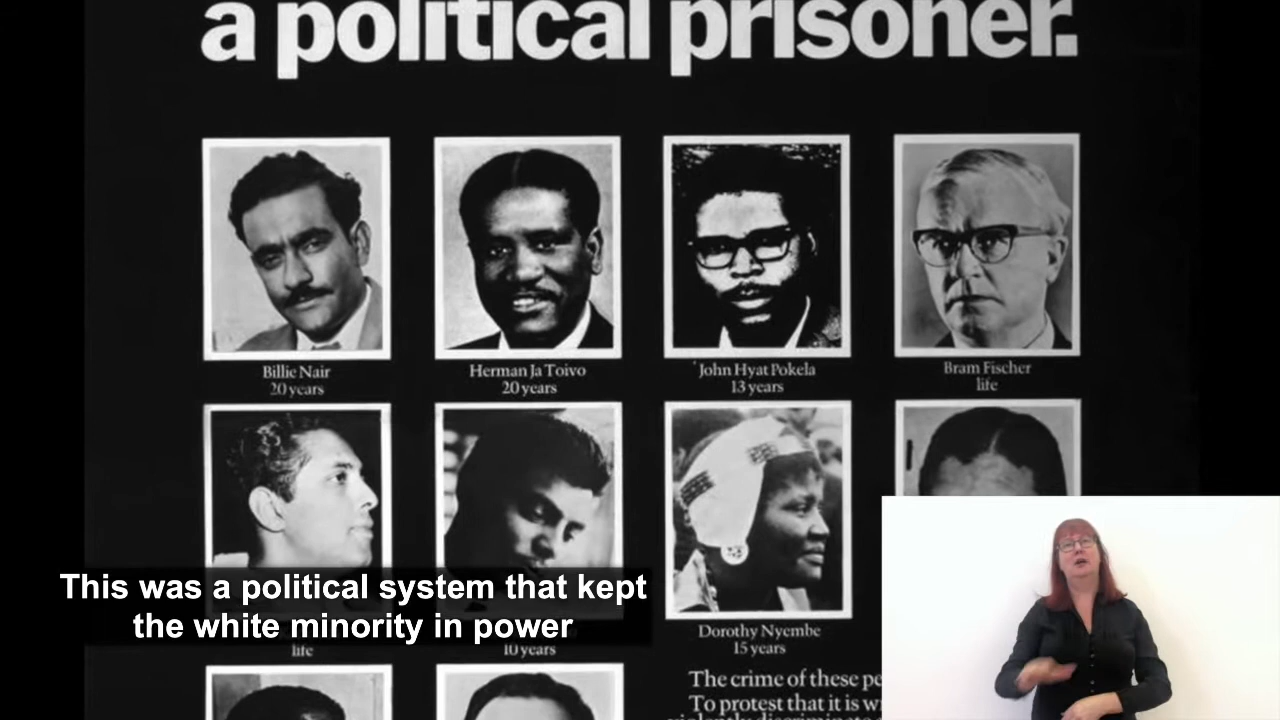 a political prisoner.
Billie Nair
20 years
Herman Ja Toivo
20 years
John Hyat Pokela
13 years
Bram Fischer
life
This was a political system that kept
the white minority in power
life
10 years
Dorothy Nyembe
15 years
The crime of these
To protest that it is